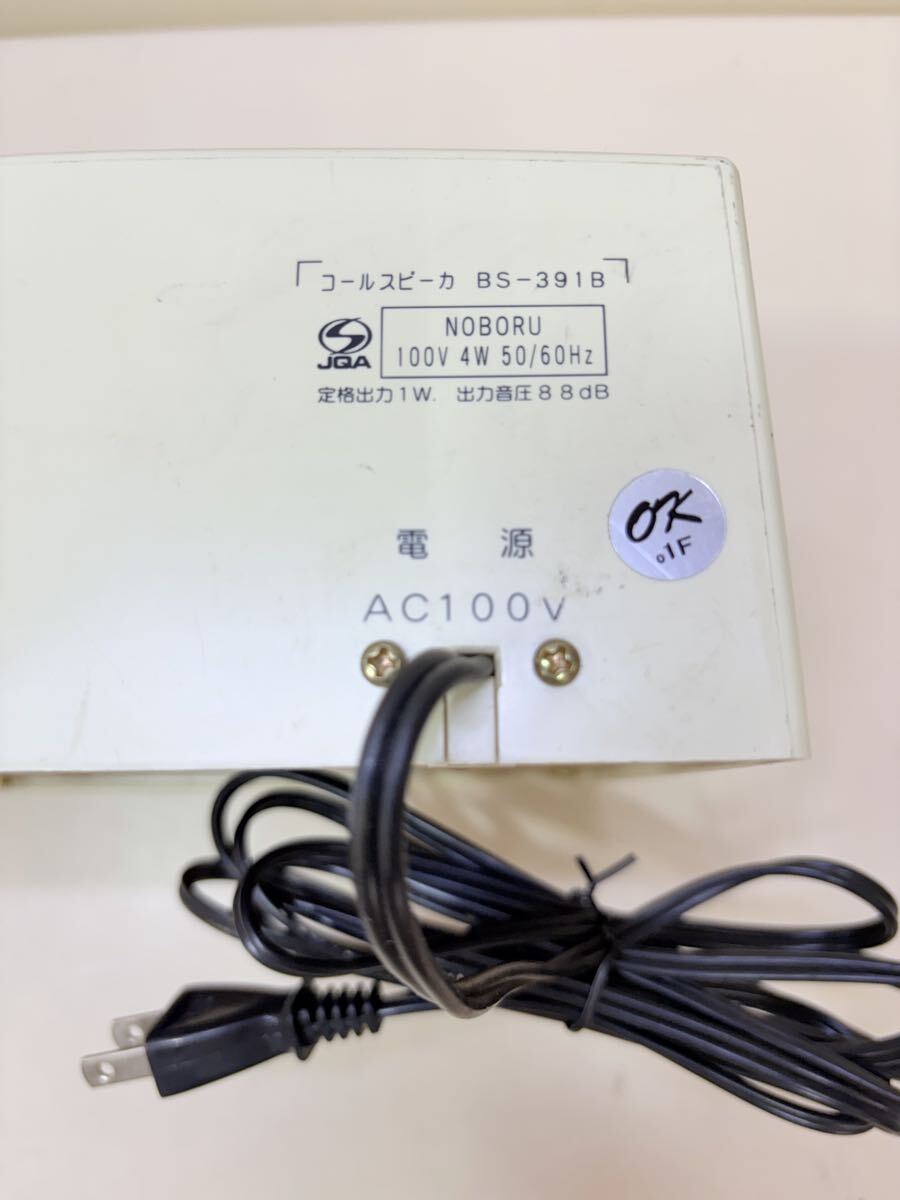 コールスピーカ BS-391B
JQA
NOBORU
100V 4W 50/60Hz
定格出力1W. 出力音圧88dB
OK
01F
電源
AC100V